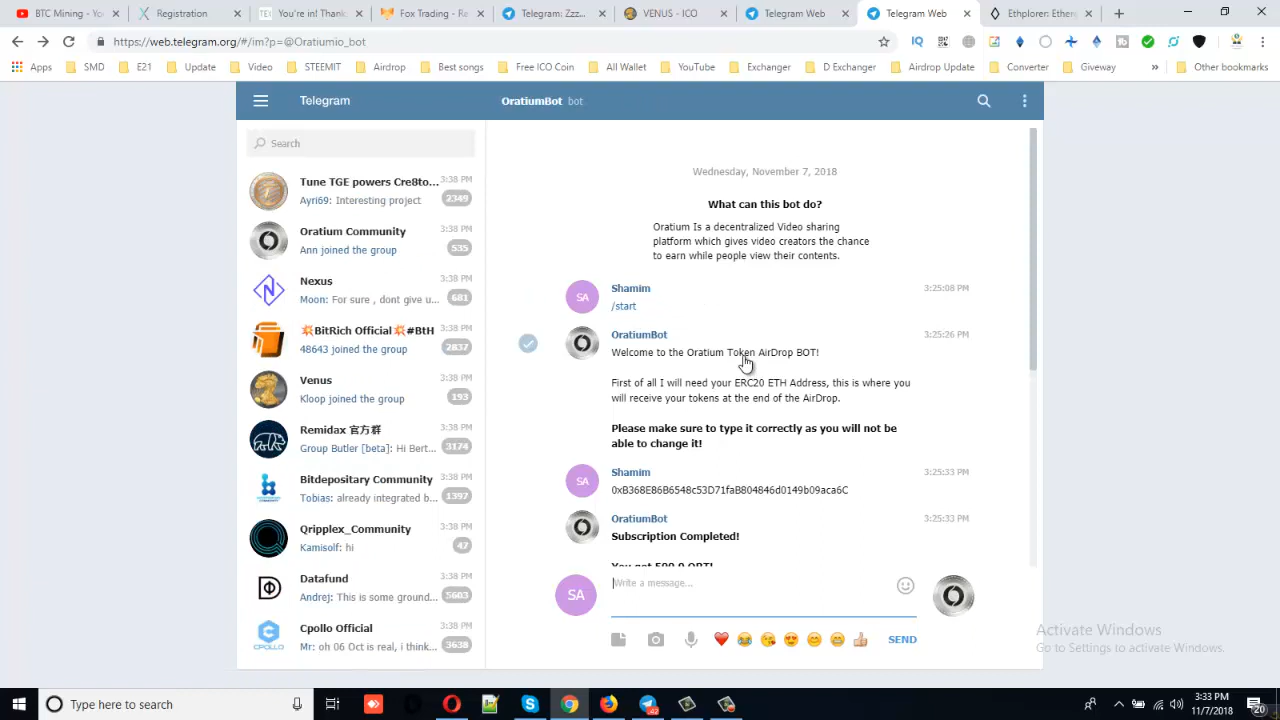 BTC Mining - You
Registration
You're in! Thank
Fox Trading - Re
Telegram: Zzz...
VENUS - ICO
Telegram Web
Telegram Web
Ethplorer Ether
https://web.telegram.org/#/im?p=@Oratiumio_bot
Apps
SMD
E21
Update
Video
STEEMIT
Airdrop
Best songs
Free ICO Coin
All Wallet
YouTube
Exchanger
D Exchanger
Airdrop Update
Converter
Giveway
»
Other bookmarks
Telegram
OratiumBot bot
Search
Tune TGE powers Cre8to... 3:38 PM
Ayri69: Interesting project 2349
Oratium Community 3:38 PM
Ann joined the group 535
Nexus 3:38 PM
Moon: For sure , dont give u... 681
💥BitRich Official💥#BtH 3:38 PM
48643 joined the group 2837
Venus 3:38 PM
Kloop joined the group 193
Remidax 官方群 3:38 PM
Group Butler [beta]: Hi Bert... 3174
Bitdepositary Community 3:38 PM
Tobias: already integrated b... 1397
Qripplex_Community 3:38 PM
Kamisolf: hi 47
Datafund 3:38 PM
Andrej: This is some ground... 5603
Cpollo Official 3:38 PM
Mr: oh 06 Oct is real, i think... 3638
CPOLLO
Wednesday, November 7, 2018
What can this bot do?
Oratium Is a decentralized Video sharing
platform which gives video creators the chance
to earn while people view their contents.
SA
Shamim 3:25:08 PM
/start
OratiumBot 3:25:26 PM
Welcome to the Oratium Token AirDrop BOT!
First of all I will need your ERC20 ETH Address, this is where you
will receive your tokens at the end of the AirDrop.
Please make sure to type it correctly as you will not be
able to change it!
SA
Shamim 3:25:33 PM
0xB368E86B6548c53D71faB804846d0149b09aca6C
OratiumBot 3:25:33 PM
Subscription Completed!
You got 500.0 ORT!
SA
Write a message...
SEND
Activate Windows
Go to Settings to activate Windows.
Type here to search
3:33 PM
11/7/2018
20